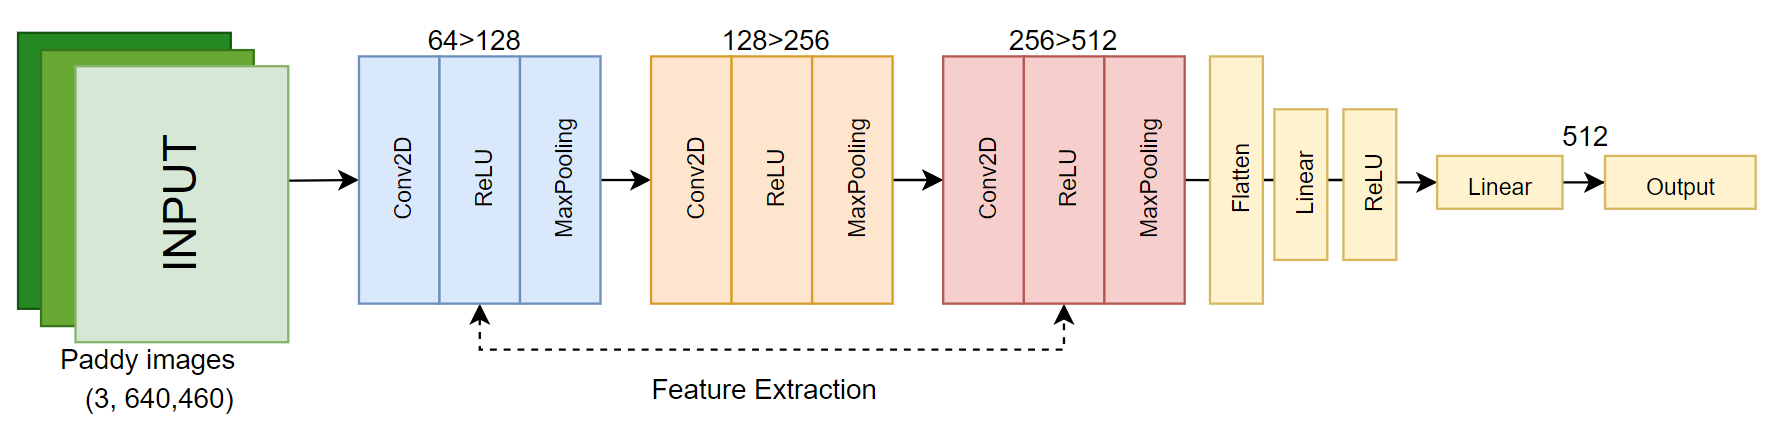 INPUT
Paddy images
(3, 640,460)
64>128
Conv2D
ReLU
MaxPooling
128>256
Conv2D
ReLU
MaxPooling
256>512
Conv2D
ReLU
MaxPooling
Feature Extraction
Flatten
Linear
ReLU
Linear
512
Output